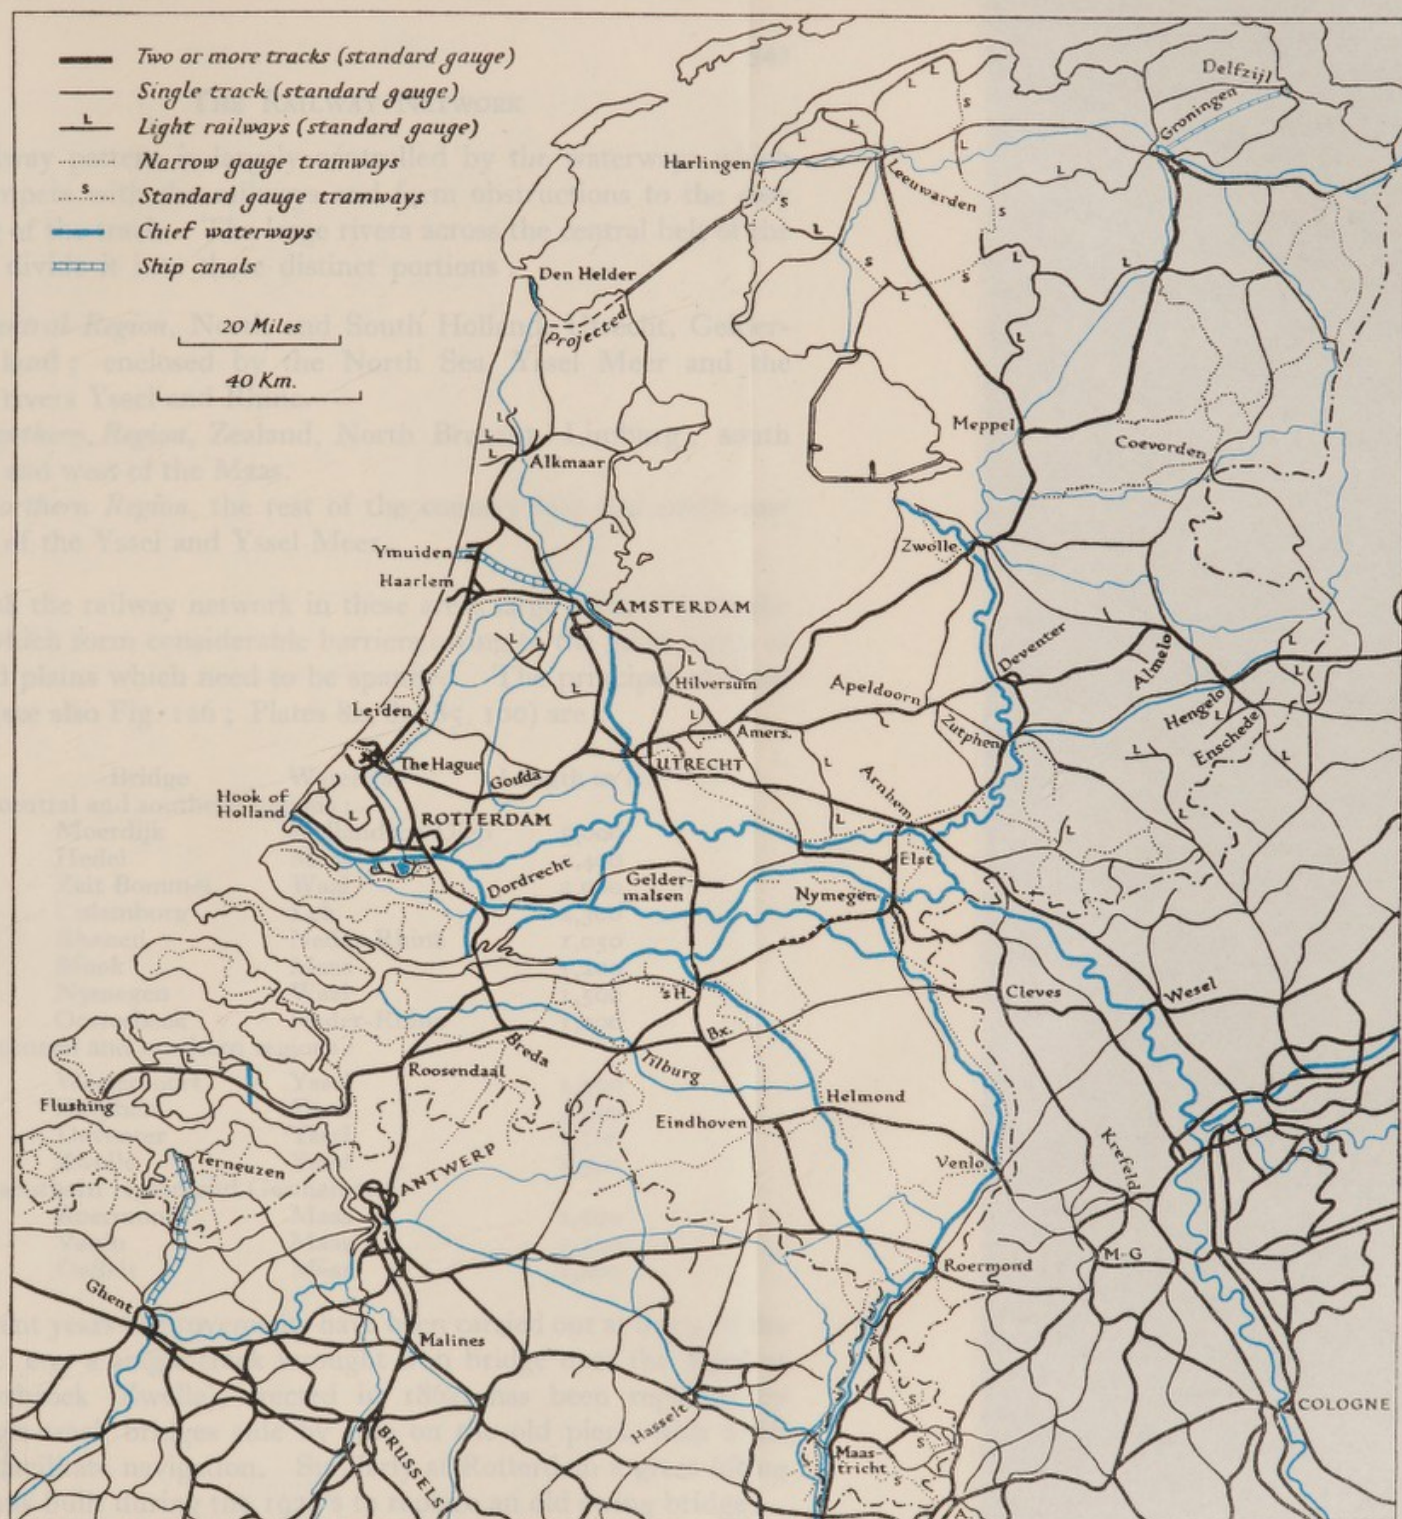 Two or more tracks (standard gauge)
Single track (standard gauge)
L
Light railways (standard gauge)
Narrow gauge tramways
S
Standard gauge tramways
Chief waterways
Ship canals
20 Miles
40 Km.
Delfzijl
Groningen
Harlingen
Leeuwarden
Den Helder
Projected
Meppel
Coevorden
Alkmaar
Ymuiden
Zwolle
Haarlem
AMSTERDAM
Deventer
Almelo
Hilversum
Apeldoorn
Hengelo
Leiden
Zutphen
Enschede
Amers.
The Hague
Gouda
UTRECHT
Arnhem
Hook of
Holland
ROTTERDAM
Elst
Dordrecht
Gelder-
malsen
Nymegen
'sH.
Cleves
Wesel
Bx.
Breda
Tilburg
Roosendaal
Flushing
Helmond
Eindhoven
Krefeld
Terneuzen
Venlo
ANTWERP
M-G
Roermond
Ghent
Malines
Hasselt
COLOGNE
BRUSSELS
Maas-
tricht
A.